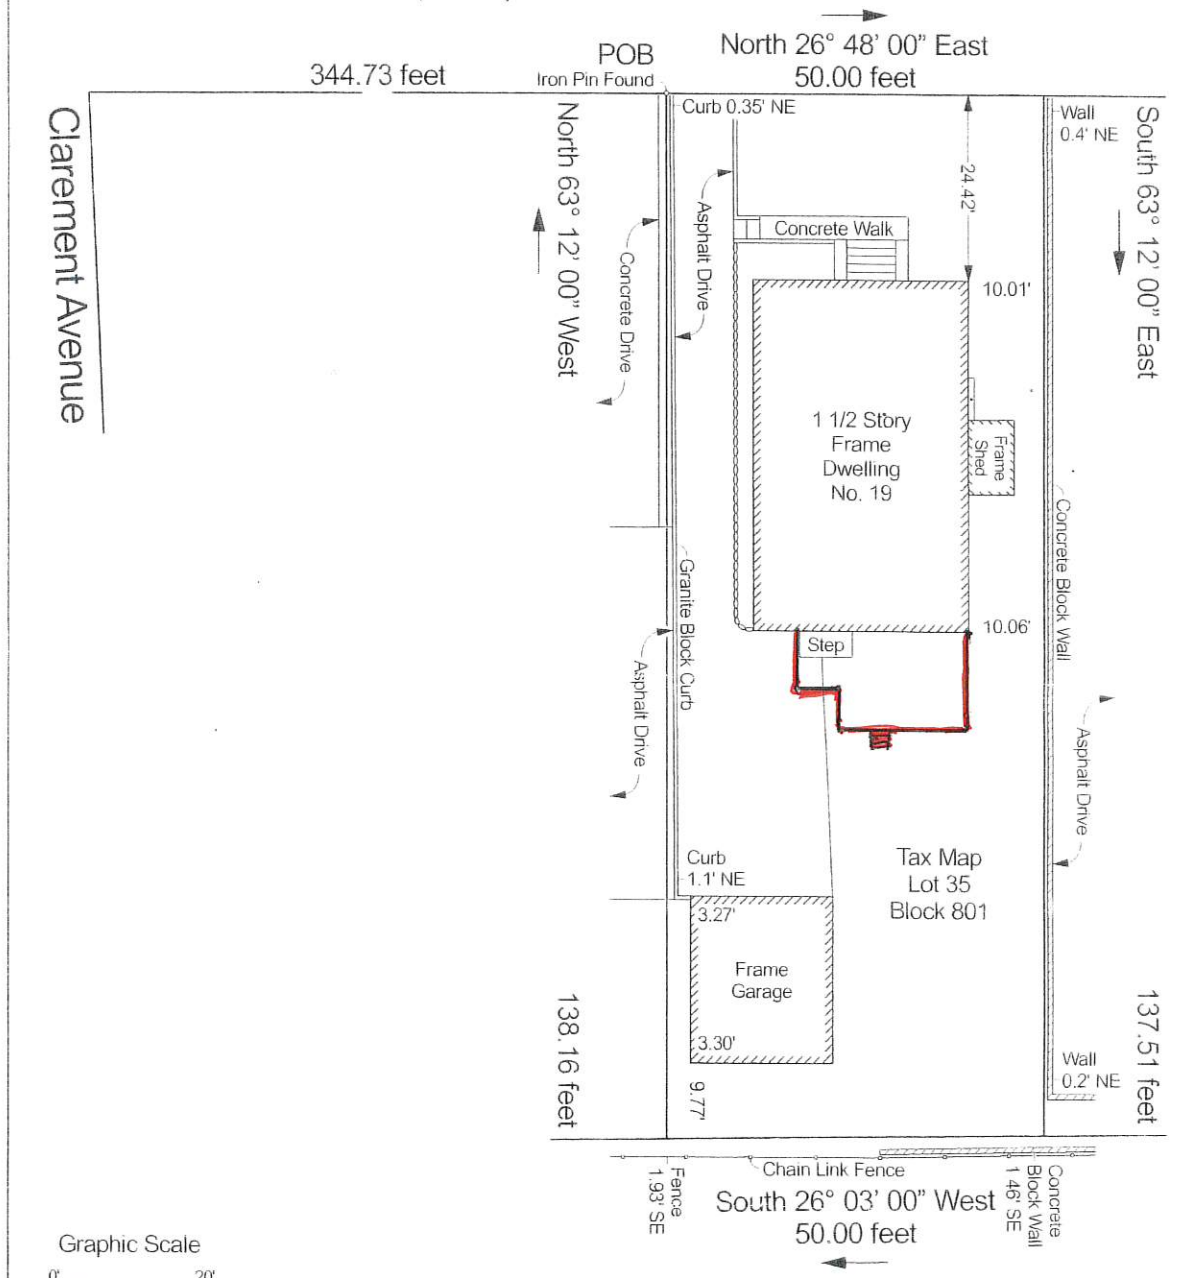 North 26° 48' 00" East
50.00 feet
POB
Iron Pin Found
344.73 feet
Curb 0.35' NE
Wall
0.4' NE
Clarement Avenue
North 63° 12' 00" West
South 63° 12' 00" East
24.42'
Asphalt Drive
Concrete Drive
Concrete Walk
10.01'
1 1/2 Story
Frame
Dwelling
No. 19
Frame
Shed
Concrete Block Wall
Granite Block Curb
10.06'
Step
Asphalt Drive
Asphalt Drive
Curb
1.1' NE
Tax Map
Lot 35
Block 801
3.27'
Frame
Garage
3.30'
9.77'
138.16 feet
137.51 feet
Wall
0.2' NE
Chain Link Fence
Fence
1.93' SE
South 26° 03' 00" West
50.00 feet
Concrete
Block Wall
1 46' SE
Graphic Scale
0' 20'